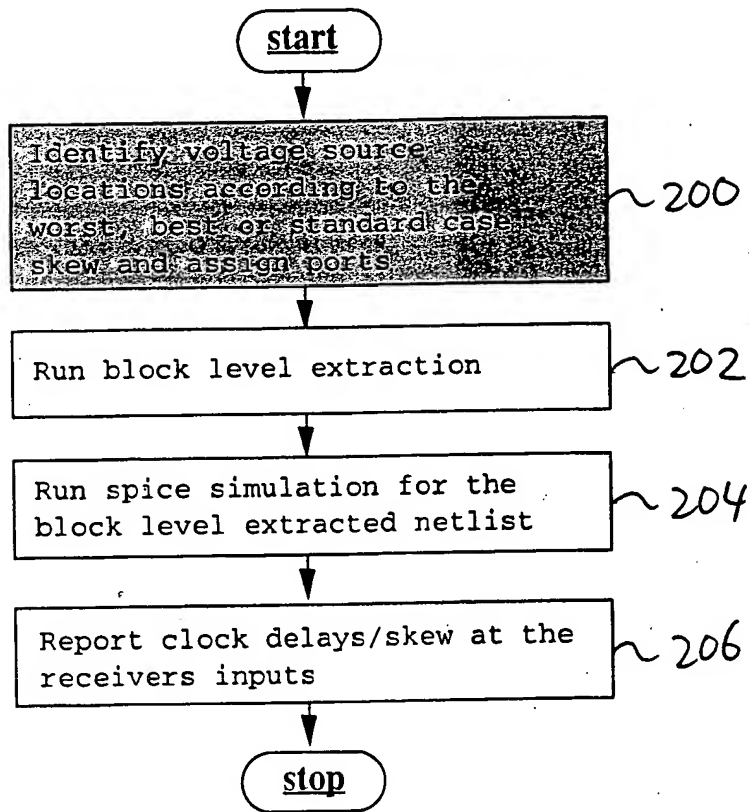 start
Identify voltage source
locations according to the
worst, best or standard case
skew and assign ports
200
Run block level extraction
202
Run spice simulation for the
block level extracted netlist
204
Report clock delays/skew at the
receivers inputs
206
stop